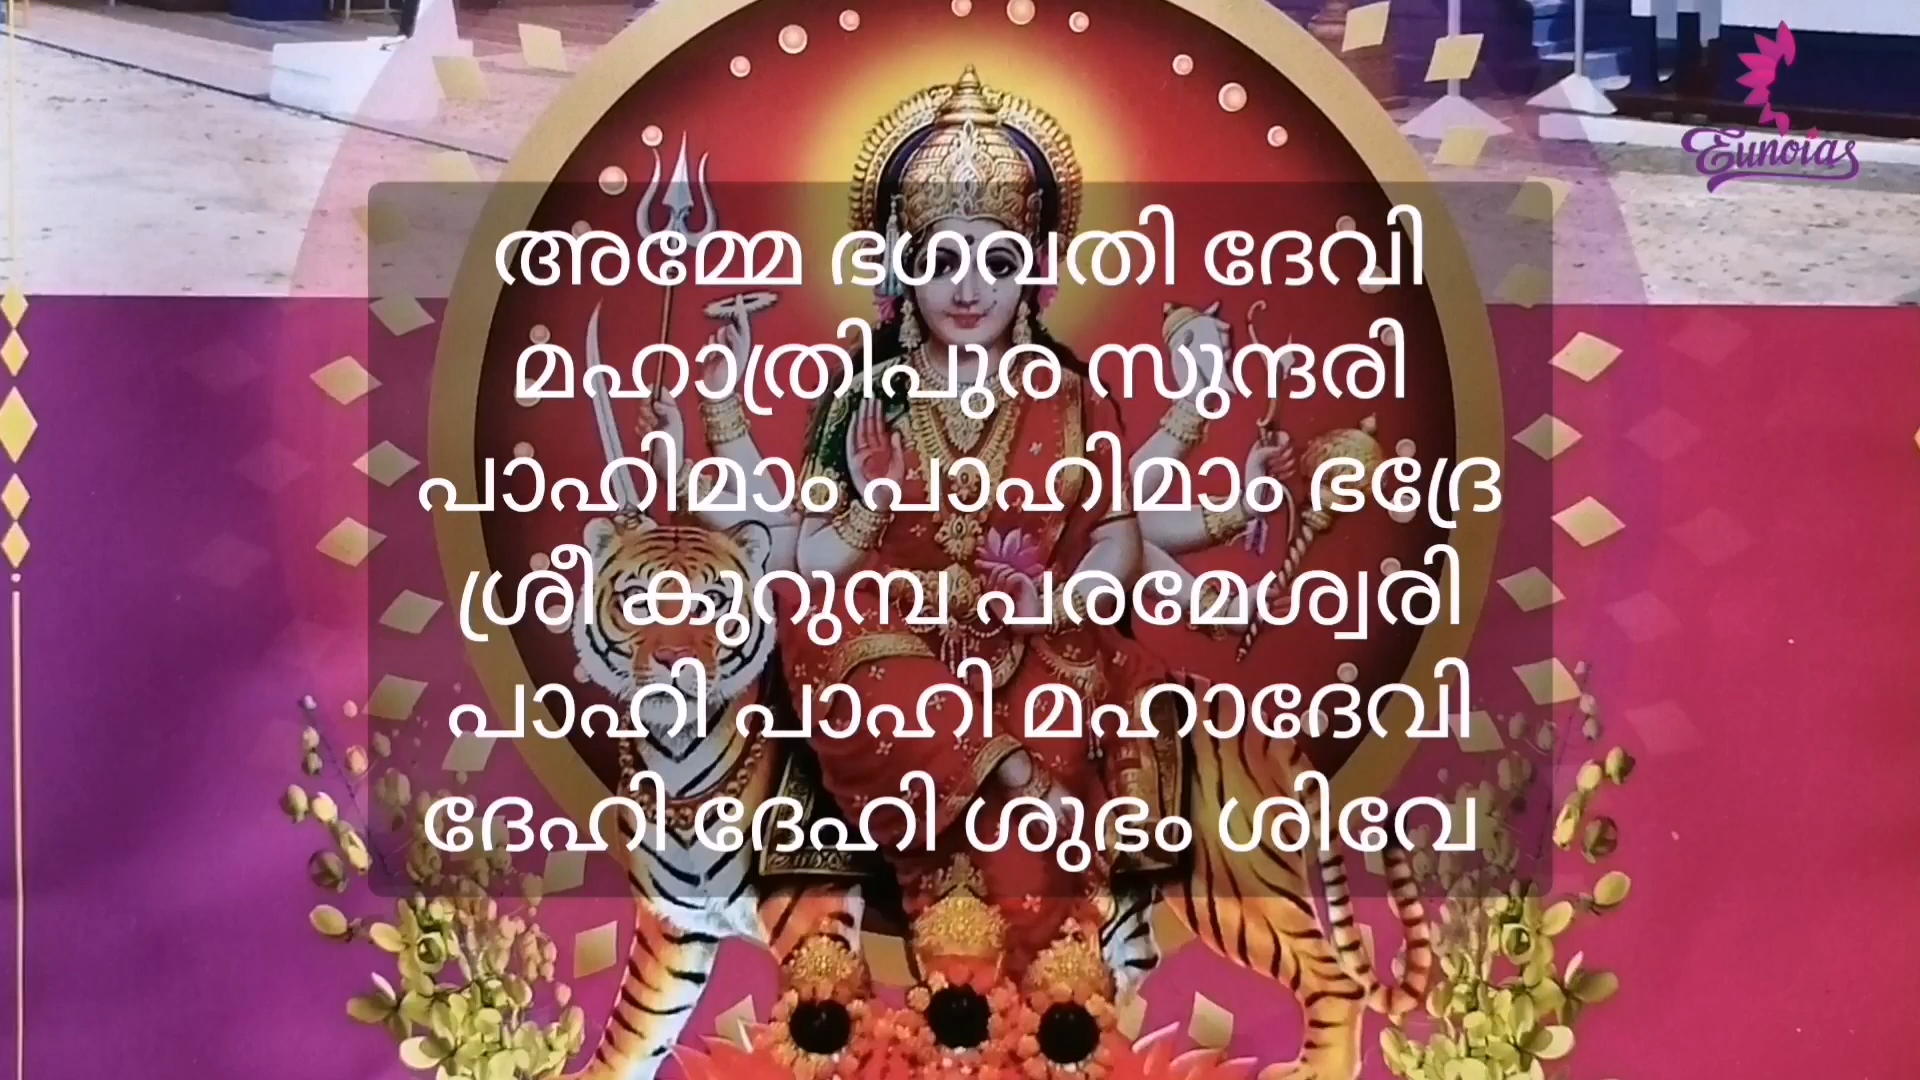 Eunoias
അമ്മേ ഭഗവതി ദേവി
മഹാത്രിപുര സുന്ദരി
പാഹിമാം പാഹിമാം ഭദ്രേ
ശ്രീ കുറുമ്പ പരമേശ്വരി
പാഹി പാഹി മഹാദേവി
ദേഹി ദേഹി ശുഭം ശിവേ